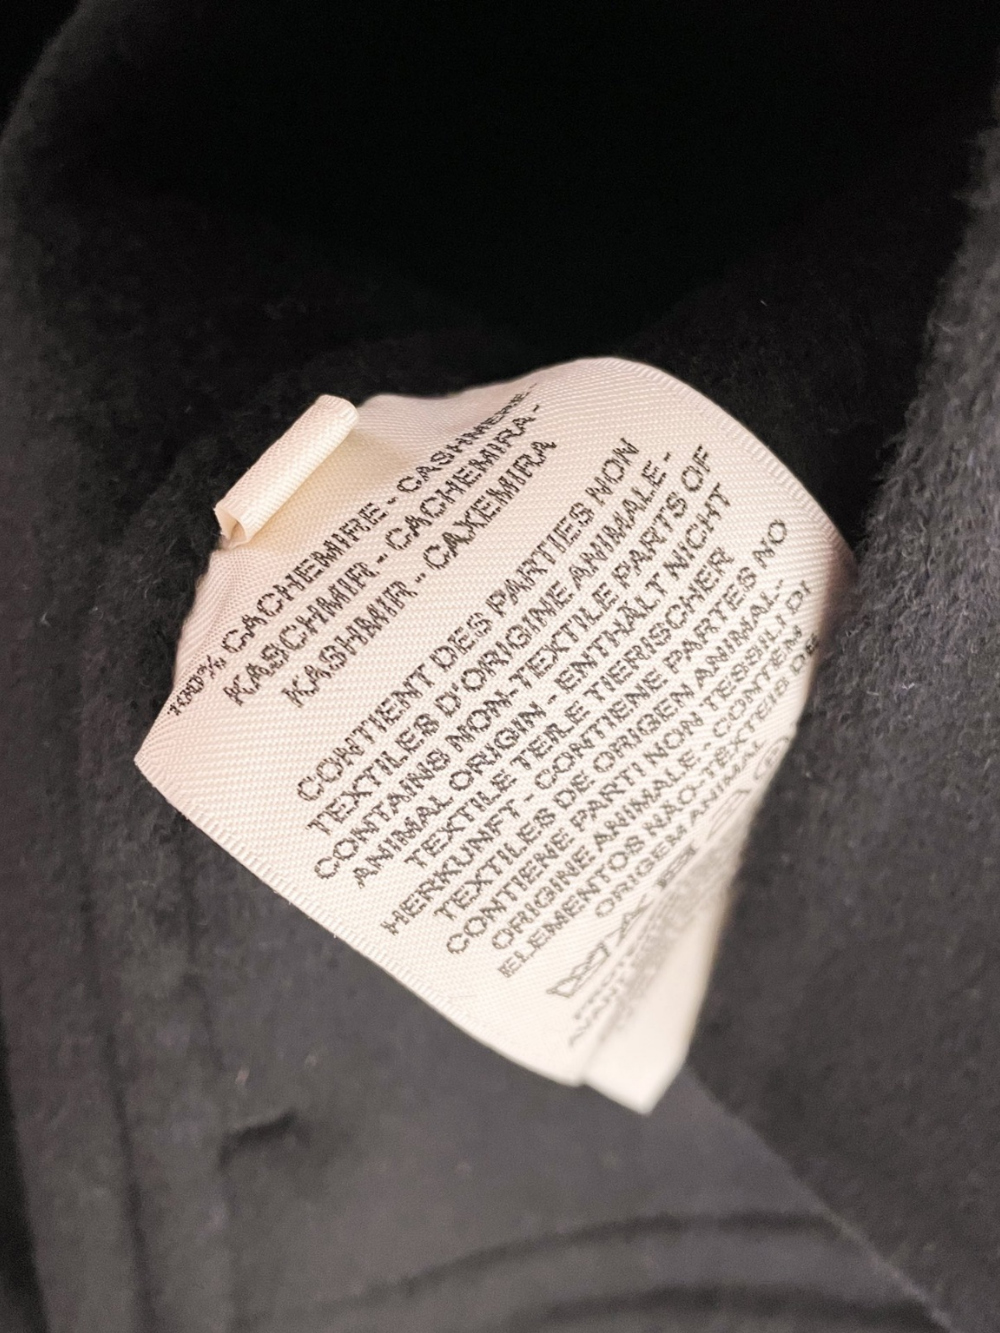 100% CACHEMIRE - CASHMERE -
KASCHMIR - CACHEMIRA -
KASHMIR - CAXEMIRA
CONTIENT DES PARTIES NON
TEXTILES D'ORIGINE ANIMALE -
CONTAINS NON-TEXTILE PARTS OF
ANIMAL ORIGIN - ENTHÄLT NICHT
TEXTILE TEILE TIERISCHER
HERKUNFT - CONTIENE PARTES NO
TEXTILES DE ORIGEN ANIMAL-
CONTIENE PARTI NON TESSILI DI
ORIGINE ANIMALE - CONTÉM
ELEMENTOS NÃO-TÊXTEIS DE
ORIGEM ANIMAL